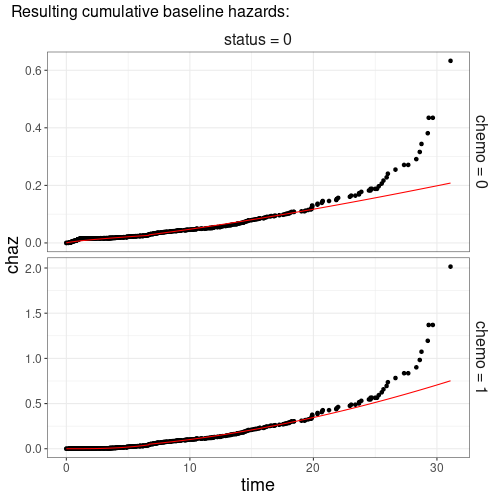 Resulting cumulative baseline hazards:
status = 0
0.6
0.4
0.2
0.0
chemo = 0
chaz
2.0
1.5
1.0
0.5
0.0
chemo = 1
0
10
20
30
time